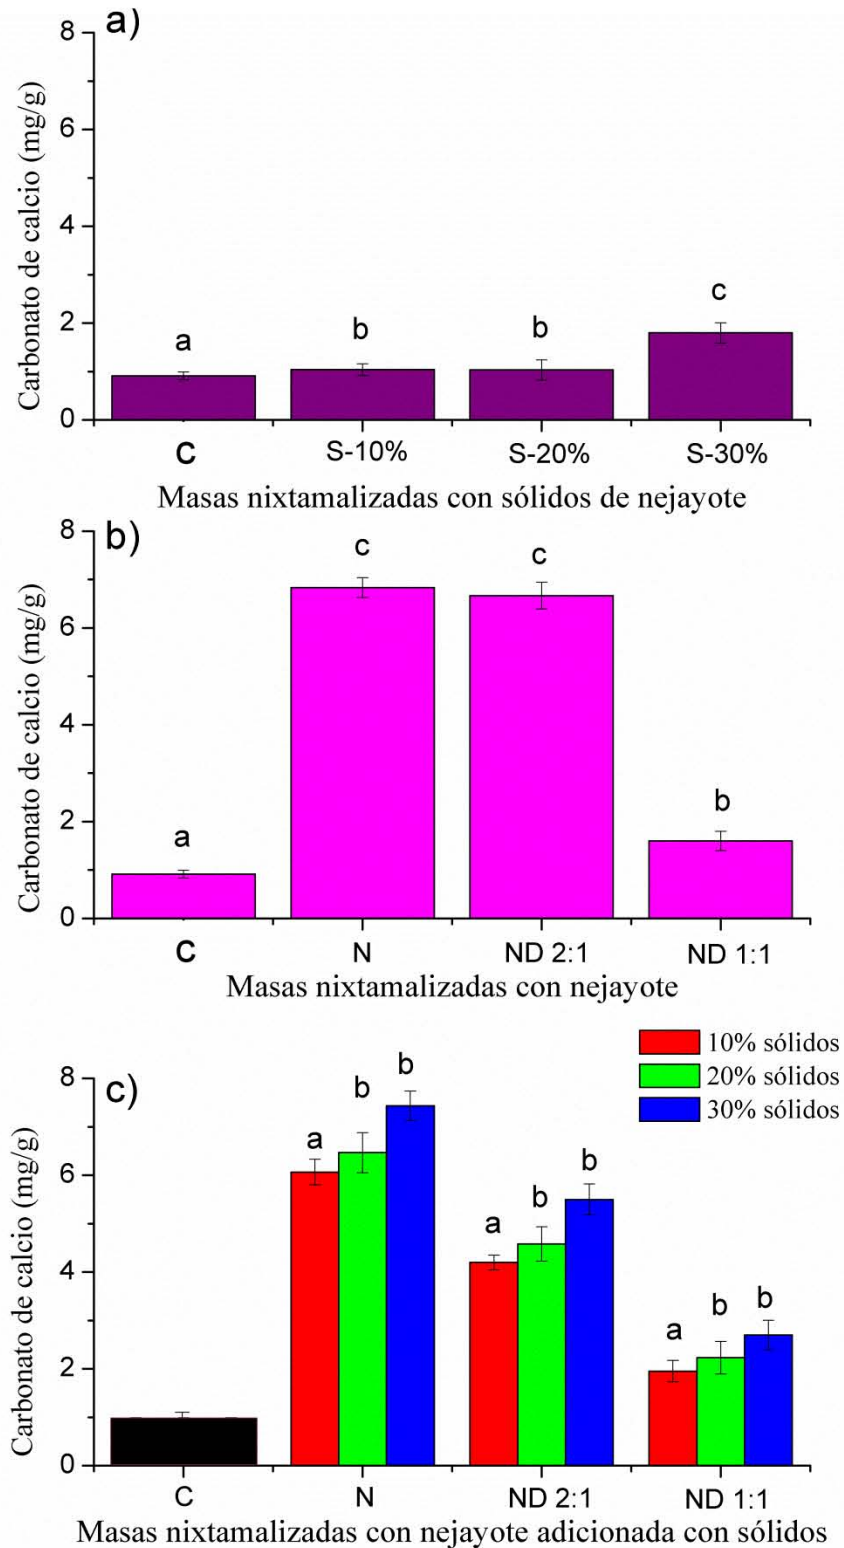 a)
Carbonato de calcio (mg/g)
8
6
4
2
0
a
b
b
c
C
S-10%
S-20%
S-30%
Masas nixtamalizadas con sólidos de nejayote
b)
Carbonato de calcio (mg/g)
8
6
4
2
0
a
c
c
b
C
N
ND 2:1
ND 1:1
Masas nixtamalizadas con nejayote
c)
10% sólidos
20% sólidos
30% sólidos
Carbonato de calcio (mg/g)
8
6
4
2
0
a
b
b
a
b
b
a
b
b
C
N
ND 2:1
ND 1:1
Masas nixtamalizadas con nejayote adicionada con sólidos